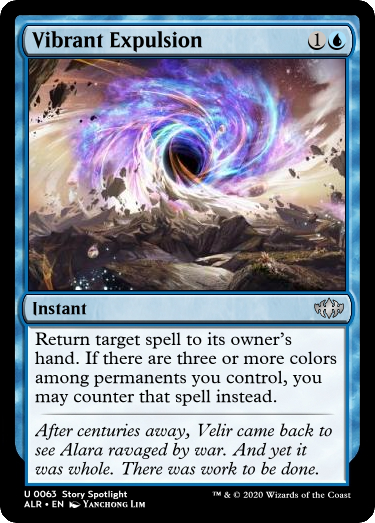 Vibrant Expulsion 1
Instant
Return target spell to its owner's
hand. If there are three or more colors
among permanents you control, you
may counter that spell instead.
After centuries away, Velir came back to
see Alara ravaged by war. And yet it
was whole. There was work to be done.
U 0063 Story Spotlight
ALR • EN Yanchong Lim
™ & © 2020 Wizards of the Coast